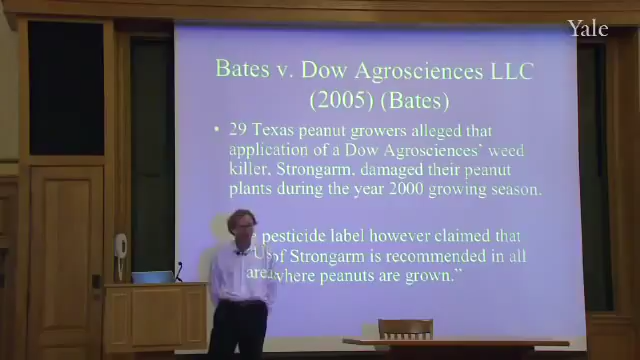 Yale
Bates v. Dow Agrosciences LLC
(2005) (Bates)
• 29 Texas peanut growers alleged that
application of a Dow Agrosciences' weed
killer, Strongarm, damaged their peanut
plants during the year 2000 growing season.
pesticide label however claimed that
of Strongarm is recommended in all
where peanuts are grown."